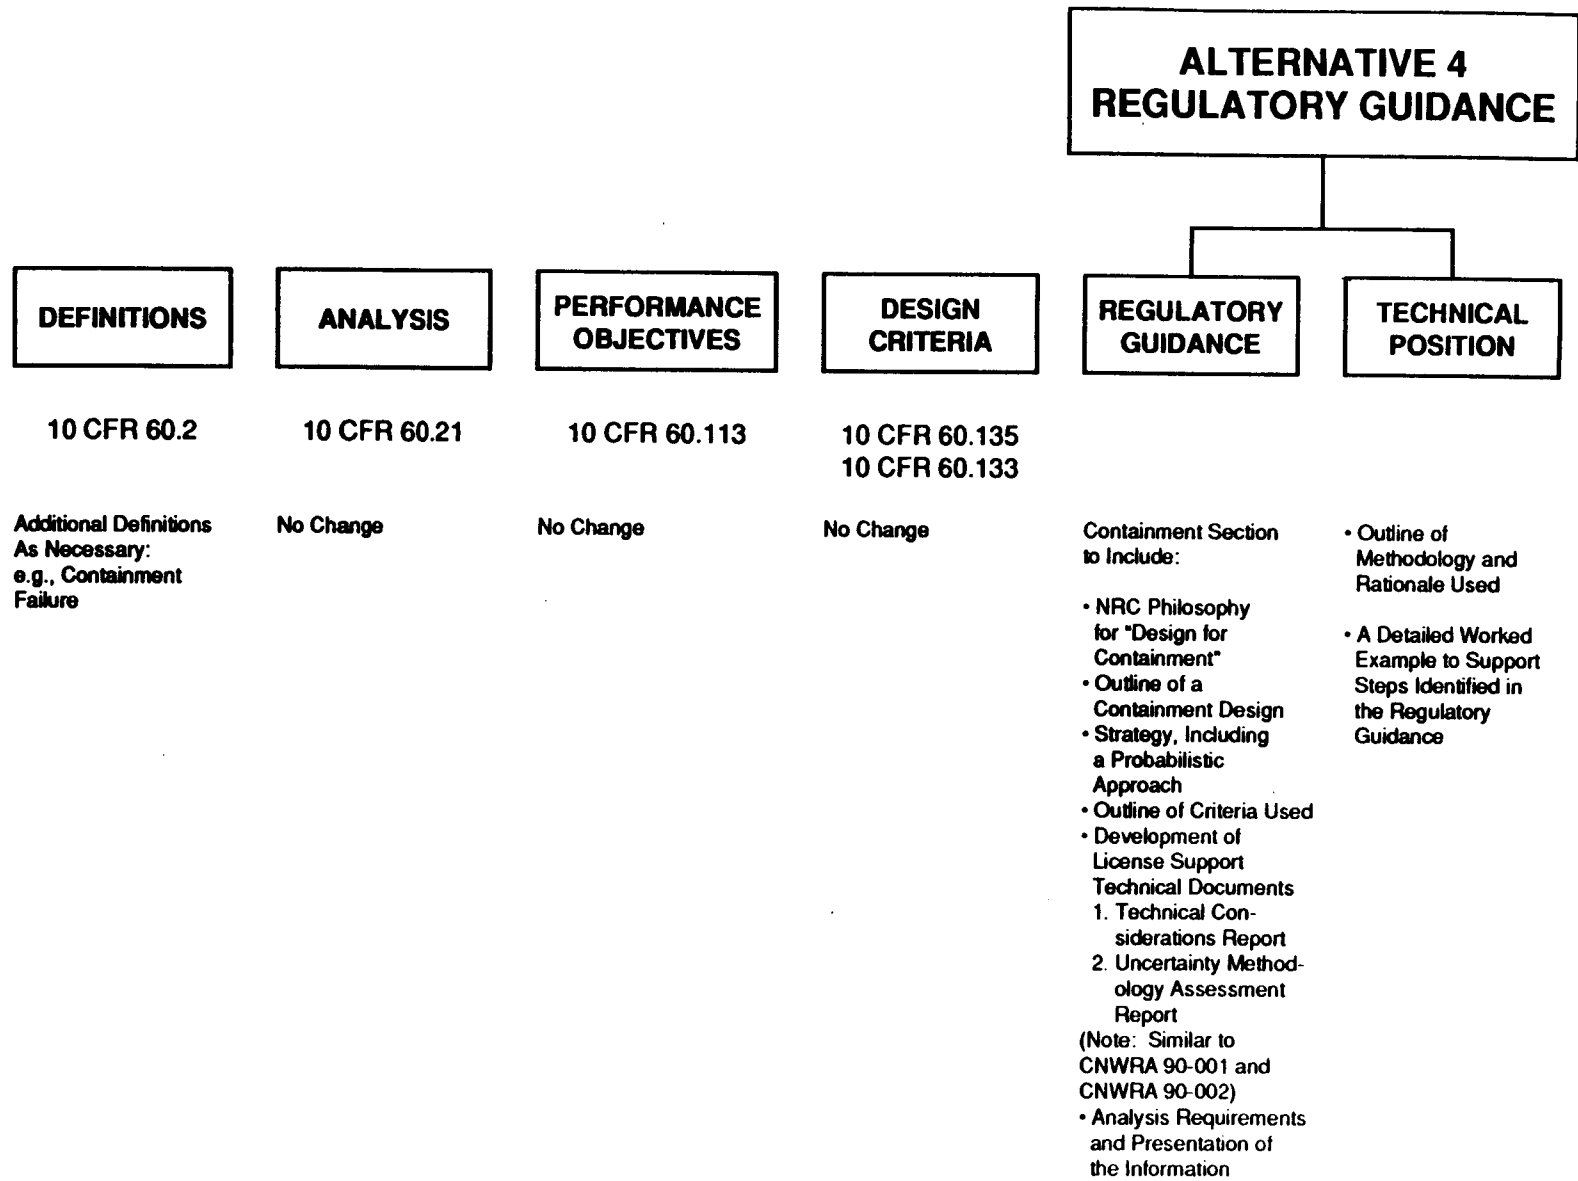 ALTERNATIVE 4
REGULATORY GUIDANCE
DEFINITIONS
10 CFR 60.2
Additional Definitions
As Necessary:
e.g., Containment
Failure
ANALYSIS
10 CFR 60.21
No Change
PERFORMANCE
OBJECTIVES
10 CFR 60.113
No Change
DESIGN
CRITERIA
10 CFR 60.135
10 CFR 60.133
No Change
REGULATORY
GUIDANCE
Containment Section
to Include:
• NRC Philosophy
for "Design for
Containment"
• Outline of a
Containment Design
• Strategy, Including
a Probabilistic
Approach
• Outline of Criteria Used
• Development of
License Support
Technical Documents
1. Technical Con-
siderations Report
2. Uncertainty Method-
ology Assessment
Report
(Note: Similar to
CNWRA 90-001 and
CNWRA 90-002)
• Analysis Requirements
and Presentation of
the Information
TECHNICAL
POSITION
• Outline of
Methodology and
Rationale Used
• A Detailed Worked
Example to Support
Steps Identified in
the Regulatory
Guidance